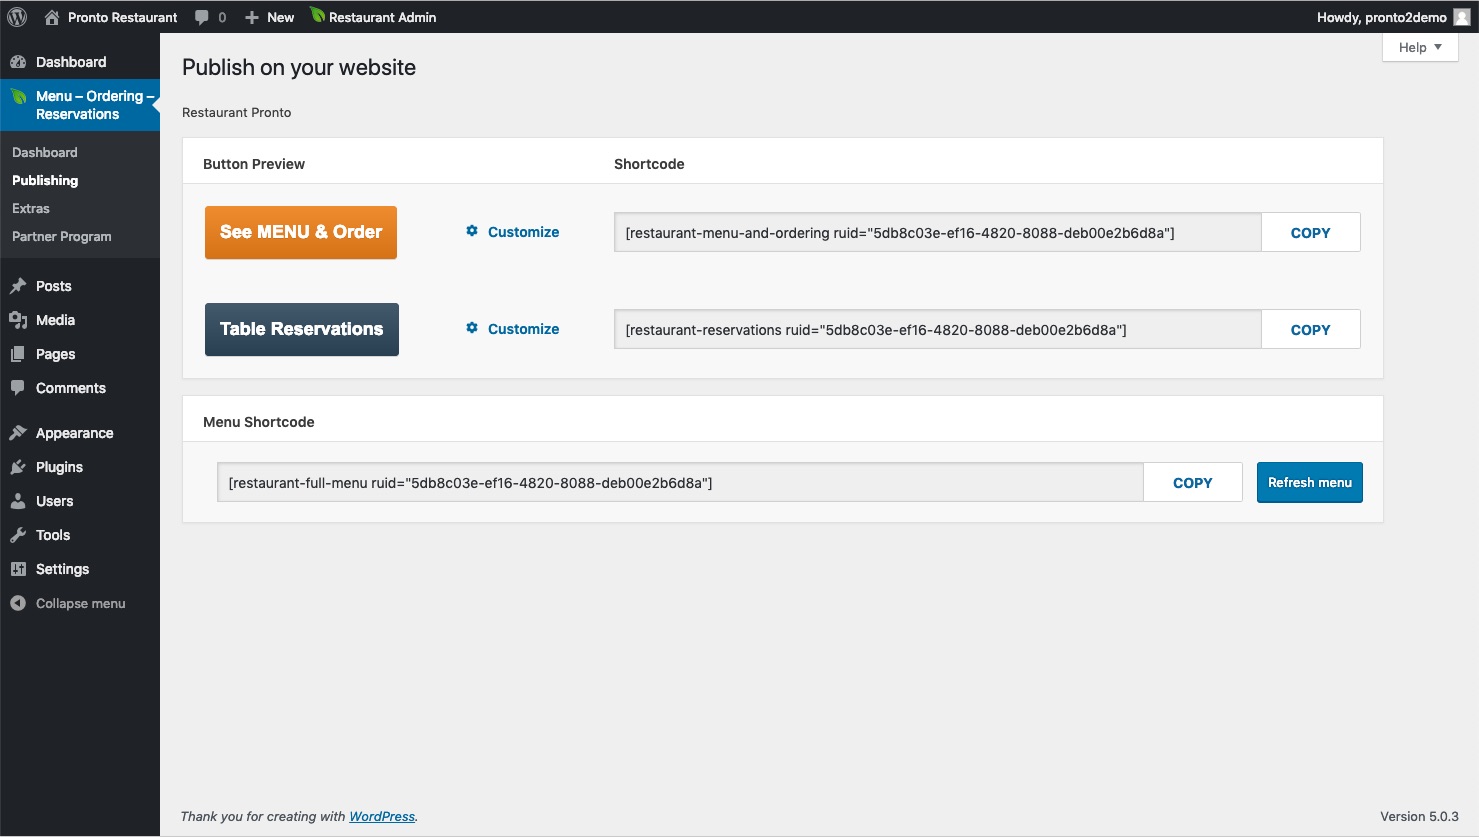 Pronto Restaurant 0 New Restaurant Admin Howdy, pronto2demo
Help
Dashboard
Menu – Ordering –
Reservations
Dashboard
Publishing
Extras
Partner Program
Posts
Media
Pages
Comments
Appearance
Plugins
Users
Tools
Settings
Collapse menu
Publish on your website
Restaurant Pronto
Button Preview Shortcode
See MENU & Order Customize [restaurant-menu-and-ordering ruid="5db8c03e-ef16-4820-8088-deb00e2b6d8a"] COPY
Table Reservations Customize [restaurant-reservations ruid="5db8c03e-ef16-4820-8088-deb00e2b6d8a"] COPY
Menu Shortcode
[restaurant-full-menu ruid="5db8c03e-ef16-4820-8088-deb00e2b6d8a"] COPY Refresh menu
Thank you for creating with WordPress. Version 5.0.3